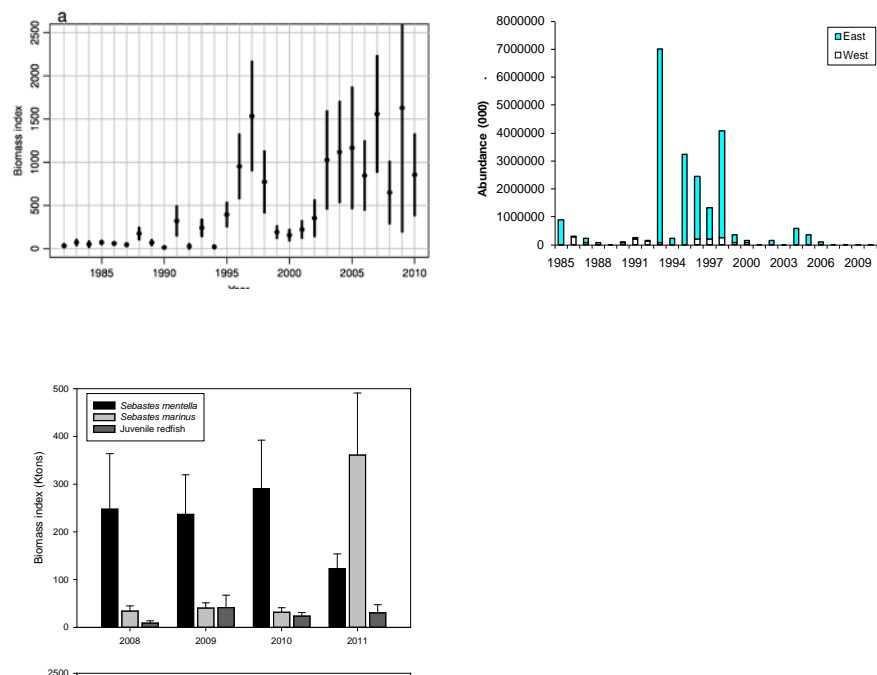 a
2500
2000
1500
1000
500
0
Biomass index
1985 1990 1995 2000 2005 2010
Year
8000000
7000000
6000000
5000000
4000000
3000000
2000000
1000000
0
Abundance (000)
East
West
1985 1988 1991 1994 1997 2000 2003 2006 2009
500
400
300
200
100
0
Biomass index (Ktons)
Sebastes mentella
Sebastes marinus
Juvenile redfish
2008 2009 2010 2011
2500